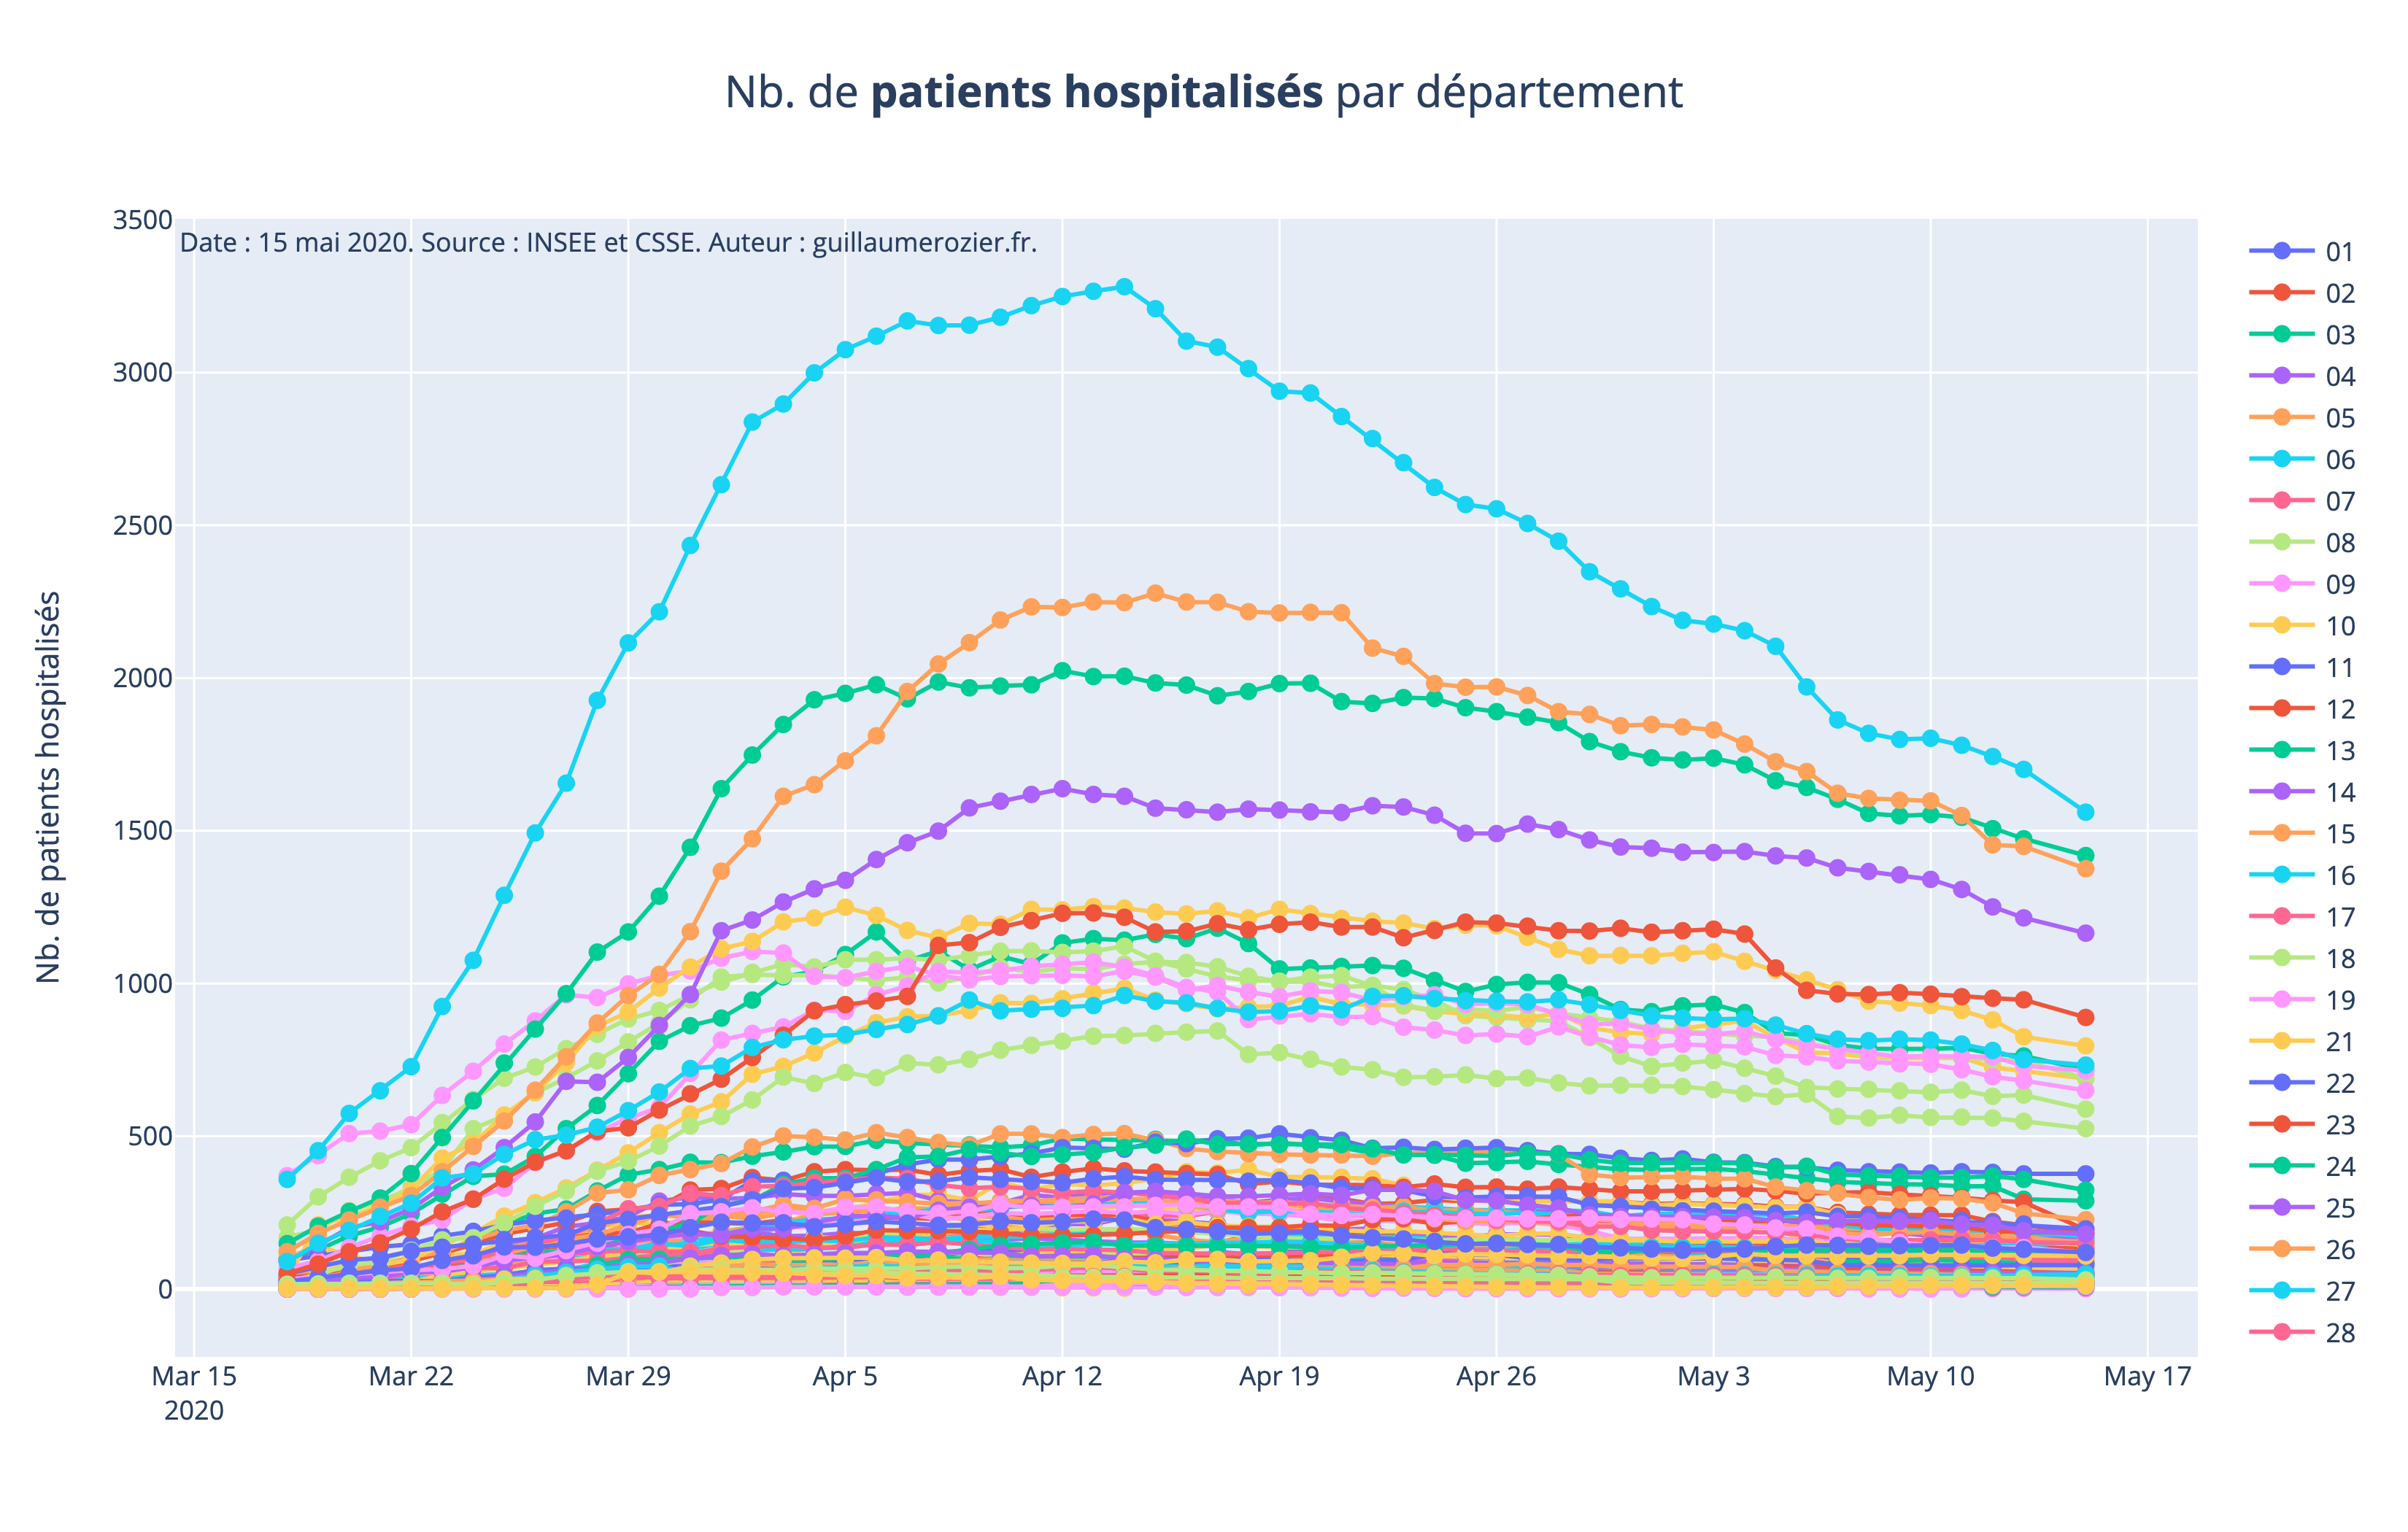 Nb. de patients hospitalisés par département
3500
Date : 15 mai 2020. Source : INSEE et CSSE. Auteur : guillaumerozier.fr.
3000
2500
2000
1500
1000
500
0
Nb. de patients hospitalisés
Mar 15
2020
Mar 22
Mar 29
Apr 5
Apr 12
Apr 19
Apr 26
May 3
May 10
May 17
01
02
03
04
05
06
07
08
09
10
11
12
13
14
15
16
17
18
19
21
22
23
24
25
26
27
28